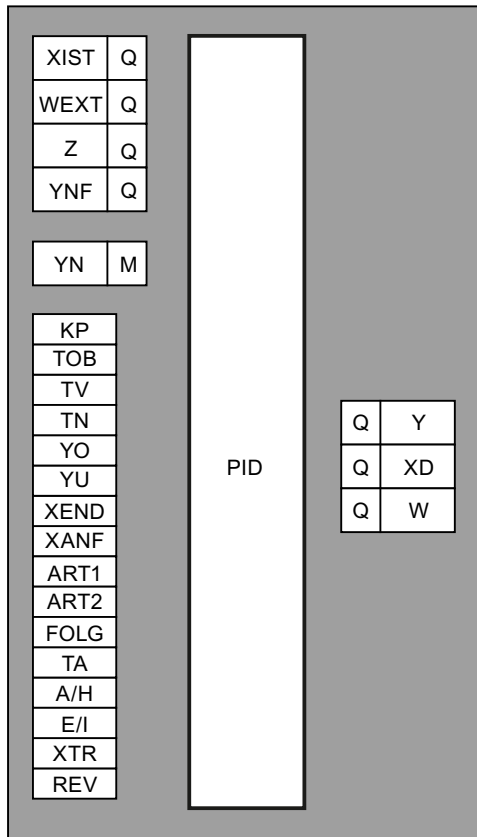 XIST Q
WEXT Q
Z Q
YNF Q
YN M
KP
TOB
TV
TN
YO
YU
XEND
XANF
ART1
ART2
FOLG
TA
A/H
E/I
XTR
REV
PID
Q Y
Q XD
Q W